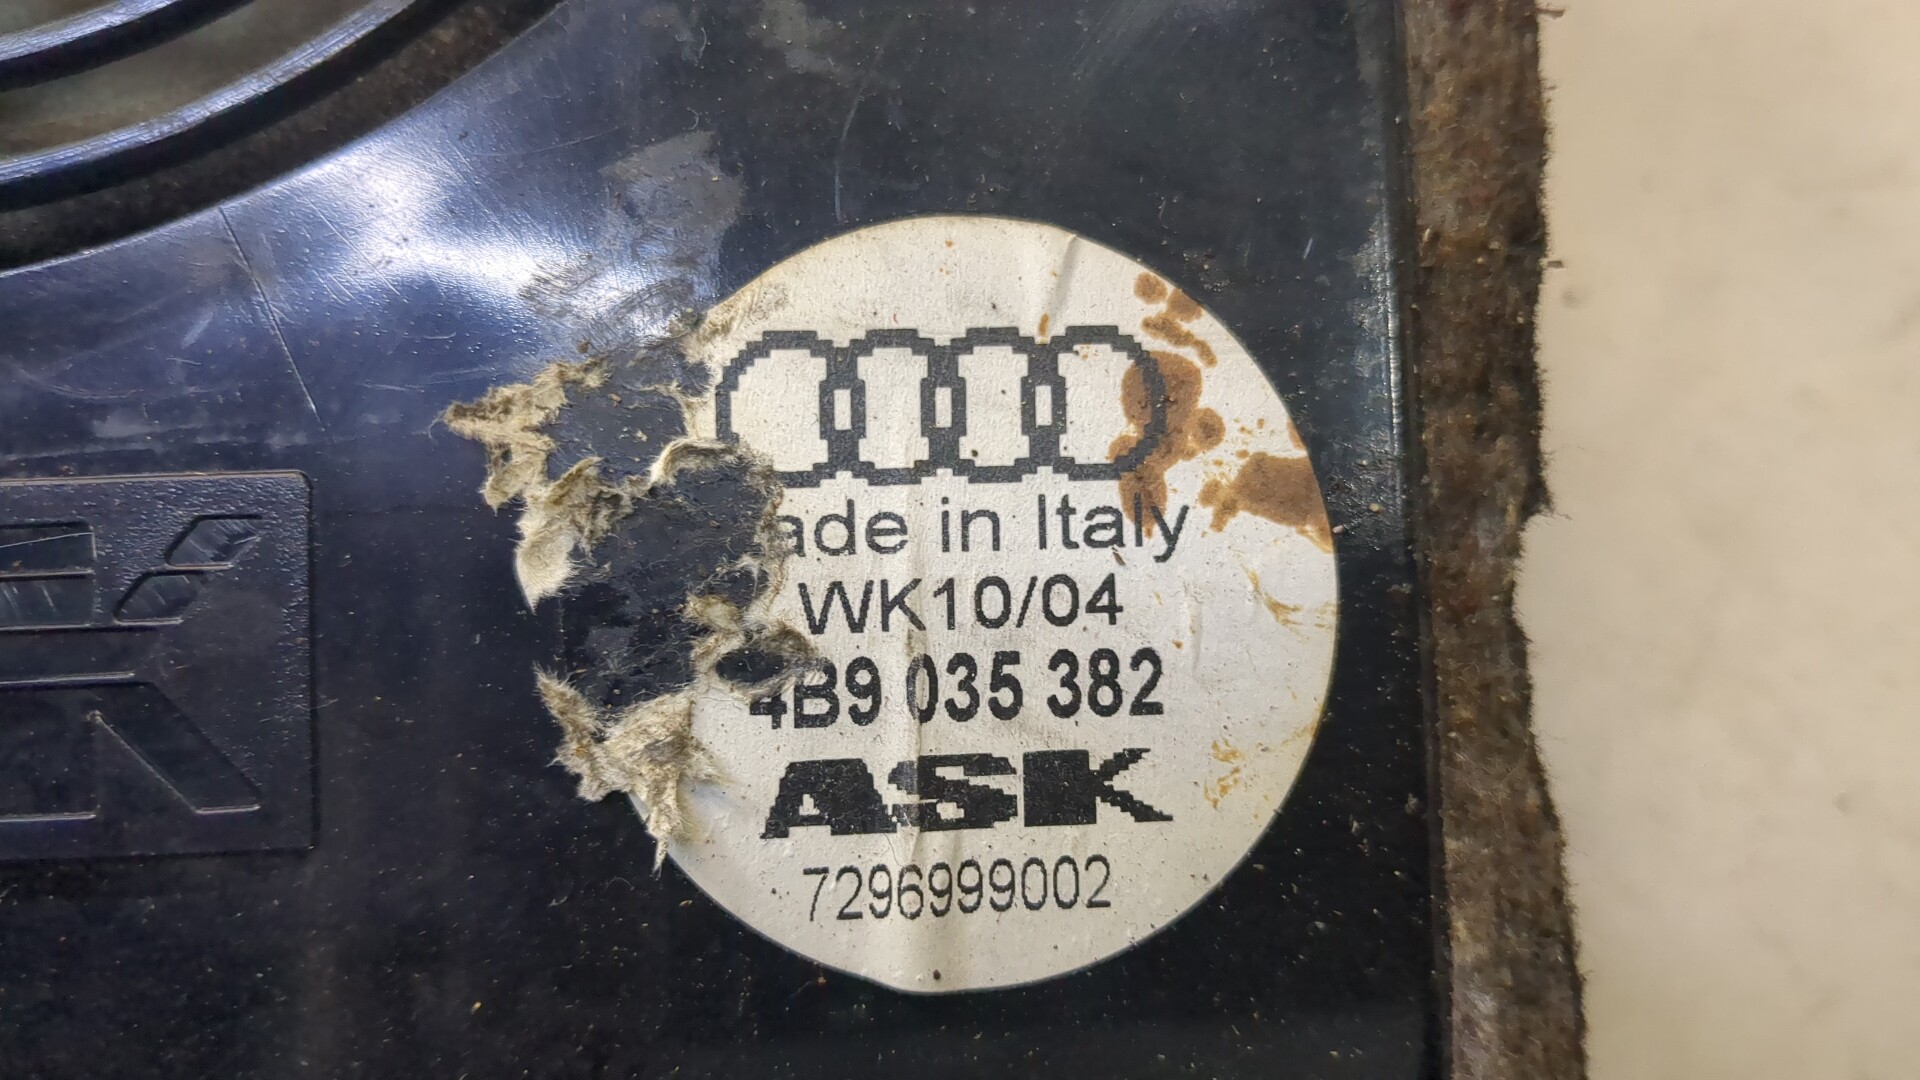 ade in Italy
WK10/04
4B9 035 382
ASK
7296999002